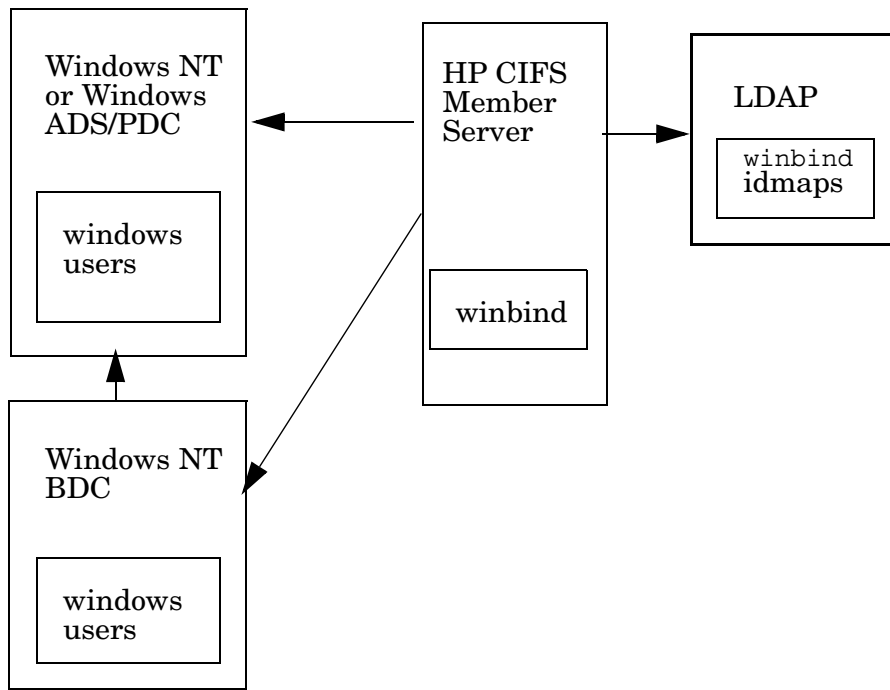 Windows NT
or Windows
ADS/PDC
windows
users
HP CIFS
Member
Server
winbind
LDAP
winbind
idmaps
Windows NT
BDC
windows
users